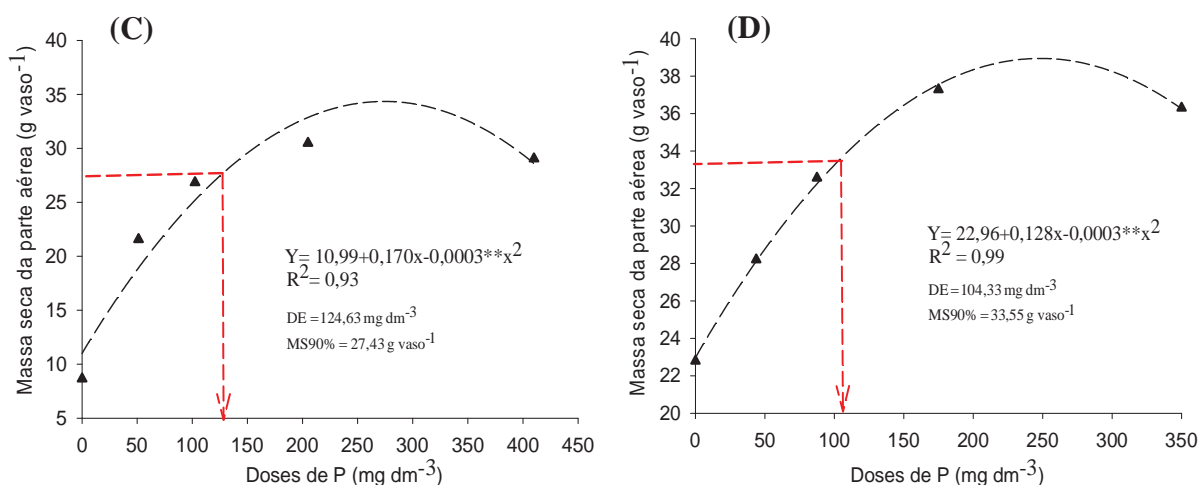 (C)
Massa seca da parte aérea (g vaso-1)
40
35
30
25
20
15
10
5
Y= 10,99+0,170x-0,0003**x2
R2= 0,93
DE =124,63 mg dm-3
MS90% = 27,43 g vaso-1
0 50 100 150 200 250 300 350 400 450
Doses de P (mg dm-3)
(D)
Massa seca da parte aérea (g vaso-1)
40
38
36
34
32
30
28
26
24
22
20
Y= 22,96+0,128x-0,0003**x2
R2 = 0,99
DE =104,33 mg dm-3
MS90% = 33,55 g vaso-1
0 50 100 150 200 250 300 350
Doses de P (mg dm-3)